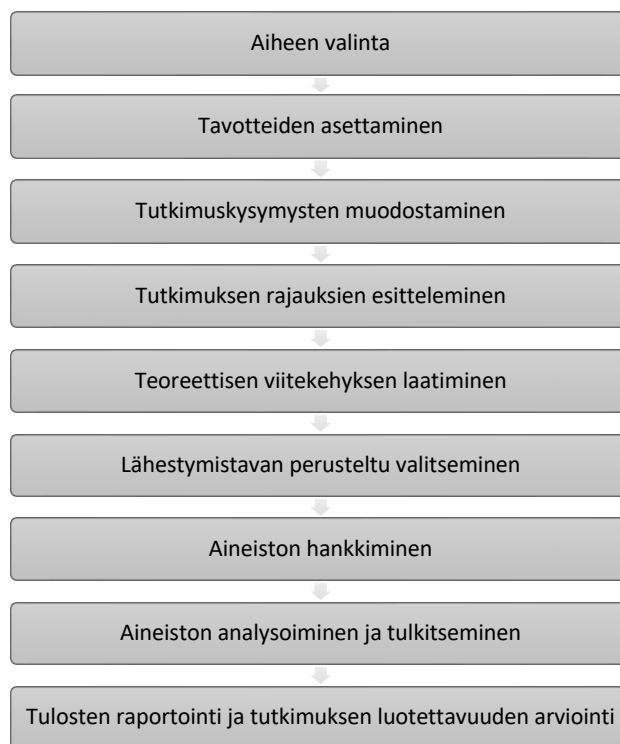 Aiheen valinta
Tavotteiden asettaminen
Tutkimuskysymysten muodostaminen
Tutkimuksen rajauksien esitteleminen
Teoreettisen viitekehyksen laatiminen
Lähestymistavan perusteltu valitseminen
Aineiston hankkiminen
Aineiston analysoiminen ja tulkitseminen
Tulosten raportointi ja tutkimuksen luotettavuuden arviointi